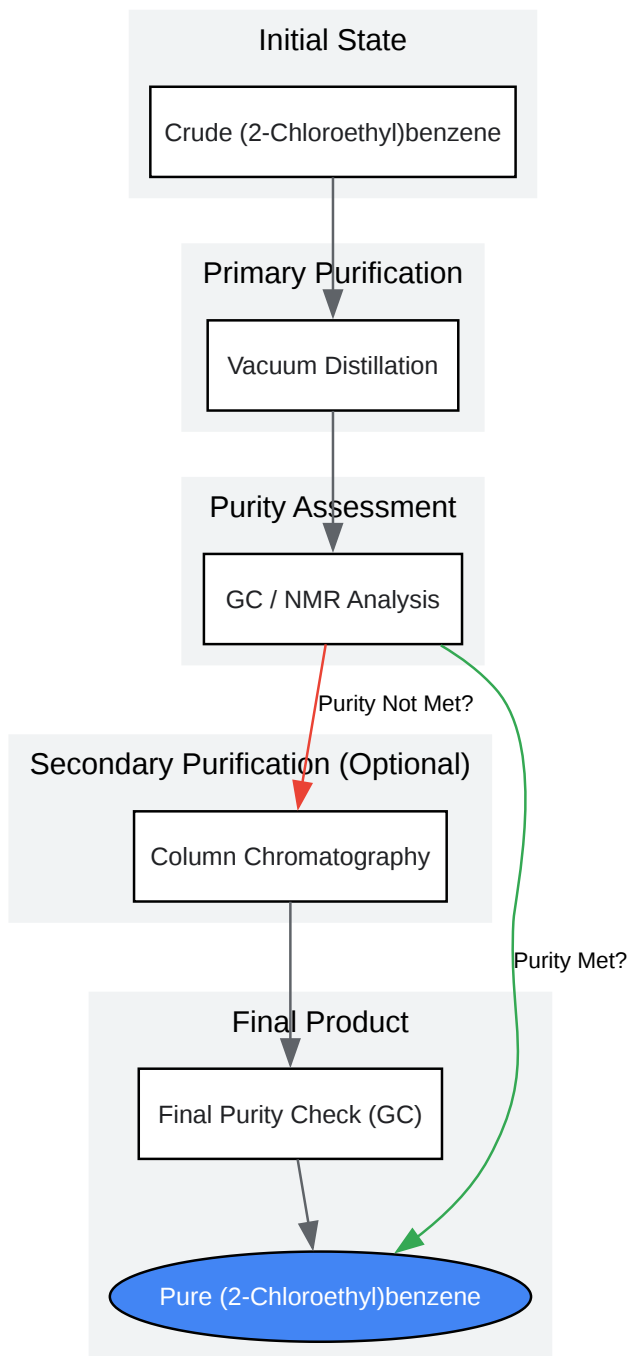 Initial State
Crude (2-Chloroethyl)benzene
Primary Purification
Vacuum Distillation
Purity Assessment
GC / NMR Analysis
Purity Not Met?
Secondary Purification (Optional)
Column Chromatography
Purity Met?
Final Product
Final Purity Check (GC)
Pure (2-Chloroethyl)benzene